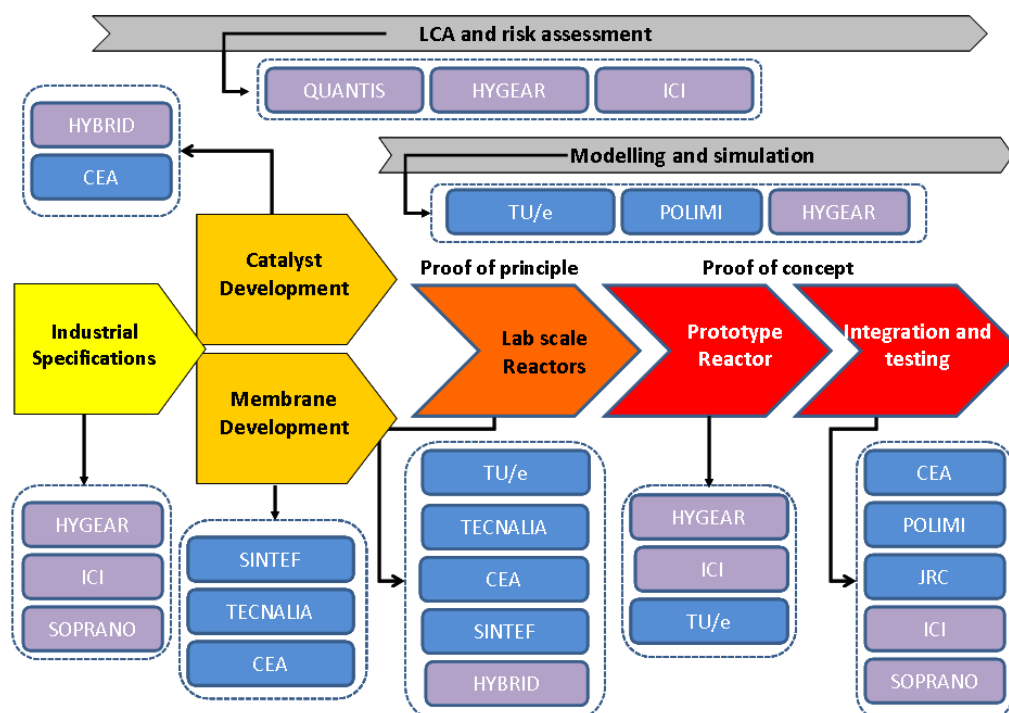 LCA and risk assessment
QUANTIS
HYGEAR
ICI
HYBRID
CEA
Modelling and simulation
TU/e
POLIMI
HYGEAR
Catalyst
Development
Proof of principle
Proof of concept
Industrial
Specifications
Lab scale
Reactors
Prototype
Reactor
Integration and
testing
Membrane
Development
HYGEAR
ICI
SOPRANO
SINTEF
TECNALIA
CEA
TU/e
TECNALIA
CEA
SINTEF
HYBRID
HYGEAR
ICI
TU/e
CEA
POLIMI
JRC
ICI
SOPRANO